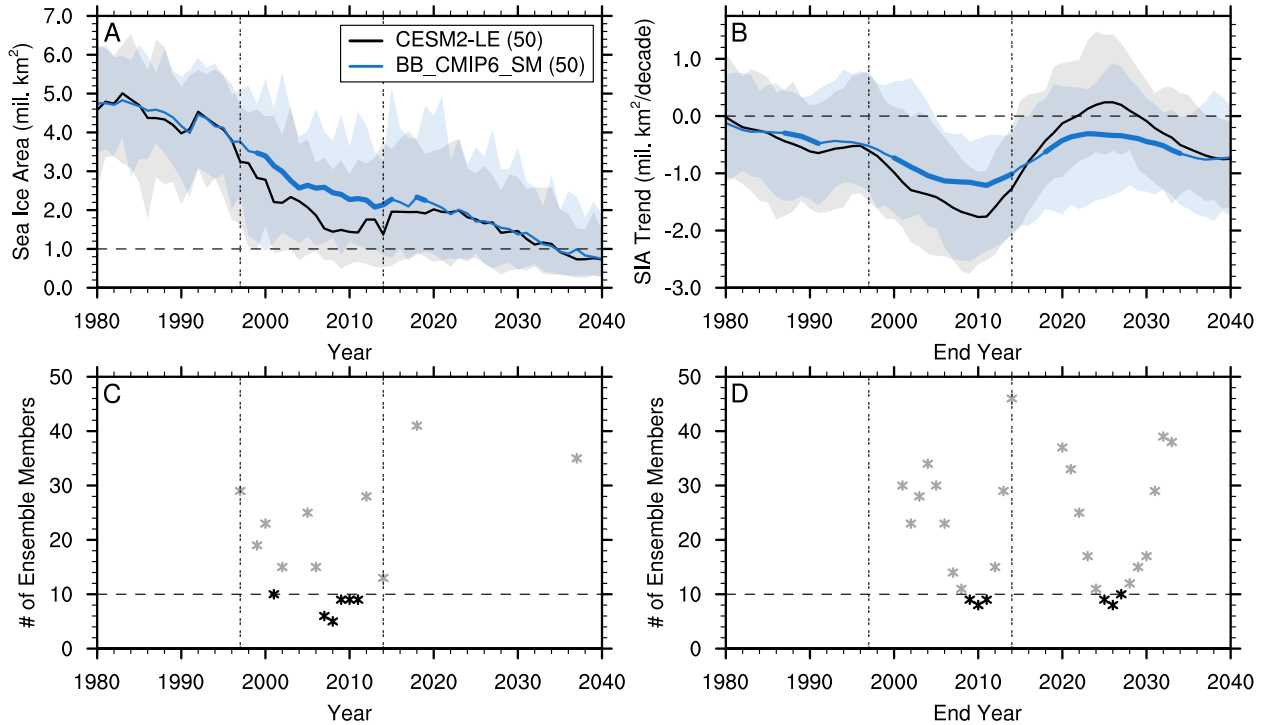 A
CESM2-LE (50)
BB_CMIP6_SM (50)
Sea Ice Area (mil. km²)
7.0
6.0
5.0
4.0
3.0
2.0
1.0
0.0
1980 1990 2000 2010 2020 2030 2040
Year
B
SIA Trend (mil. km²/decade)
1.0
0.0
-1.0
-2.0
-3.0
1980 1990 2000 2010 2020 2030 2040
End Year
C
# of Ensemble Members
50
40
30
20
10
0
1980 1990 2000 2010 2020 2030 2040
Year
D
# of Ensemble Members
50
40
30
20
10
0
1980 1990 2000 2010 2020 2030 2040
End Year